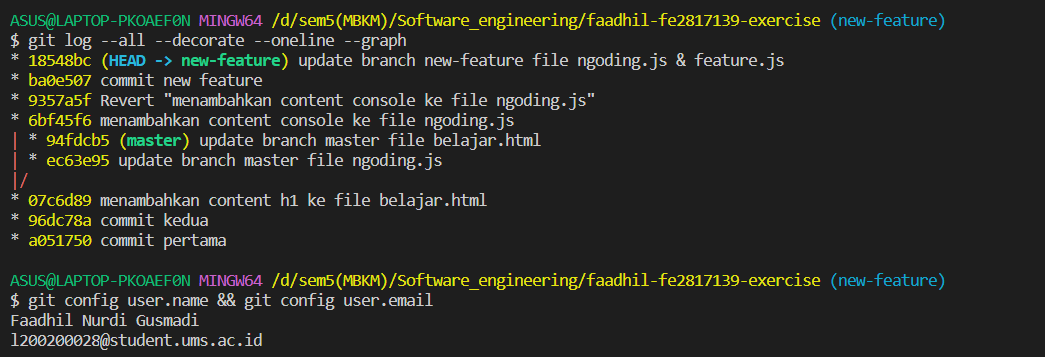 ASUS@LAPTOP-PKOAEF0N MINGW64 /d/sem5(MBKM)/Software_engineering/faadhil-fe2817139-exercise (new-feature)
$ git log --all --decorate --oneline --graph
* 18548bc (HEAD -> new-feature) update branch new-feature file ngoding.js & feature.js
* ba0e507 commit new feature
* 9357a5f Revert "menambahkan content console ke file ngoding.js"
* 6bf45f6 menambahkan content console ke file ngoding.js
| * 94fdcb5 (master) update branch master file belajar.html
| * ec63e95 update branch master file ngoding.js
|/
* 07c6d89 menambahkan content h1 ke file belajar.html
* 96dc78a commit kedua
* a051750 commit pertama
ASUS@LAPTOP-PKOAEF0N MINGW64 /d/sem5(MBKM)/Software_engineering/faadhil-fe2817139-exercise (new-feature)
$ git config user.name && git config user.email
Faadhil Nurdi Gusmadi
l200200028@student.ums.ac.id